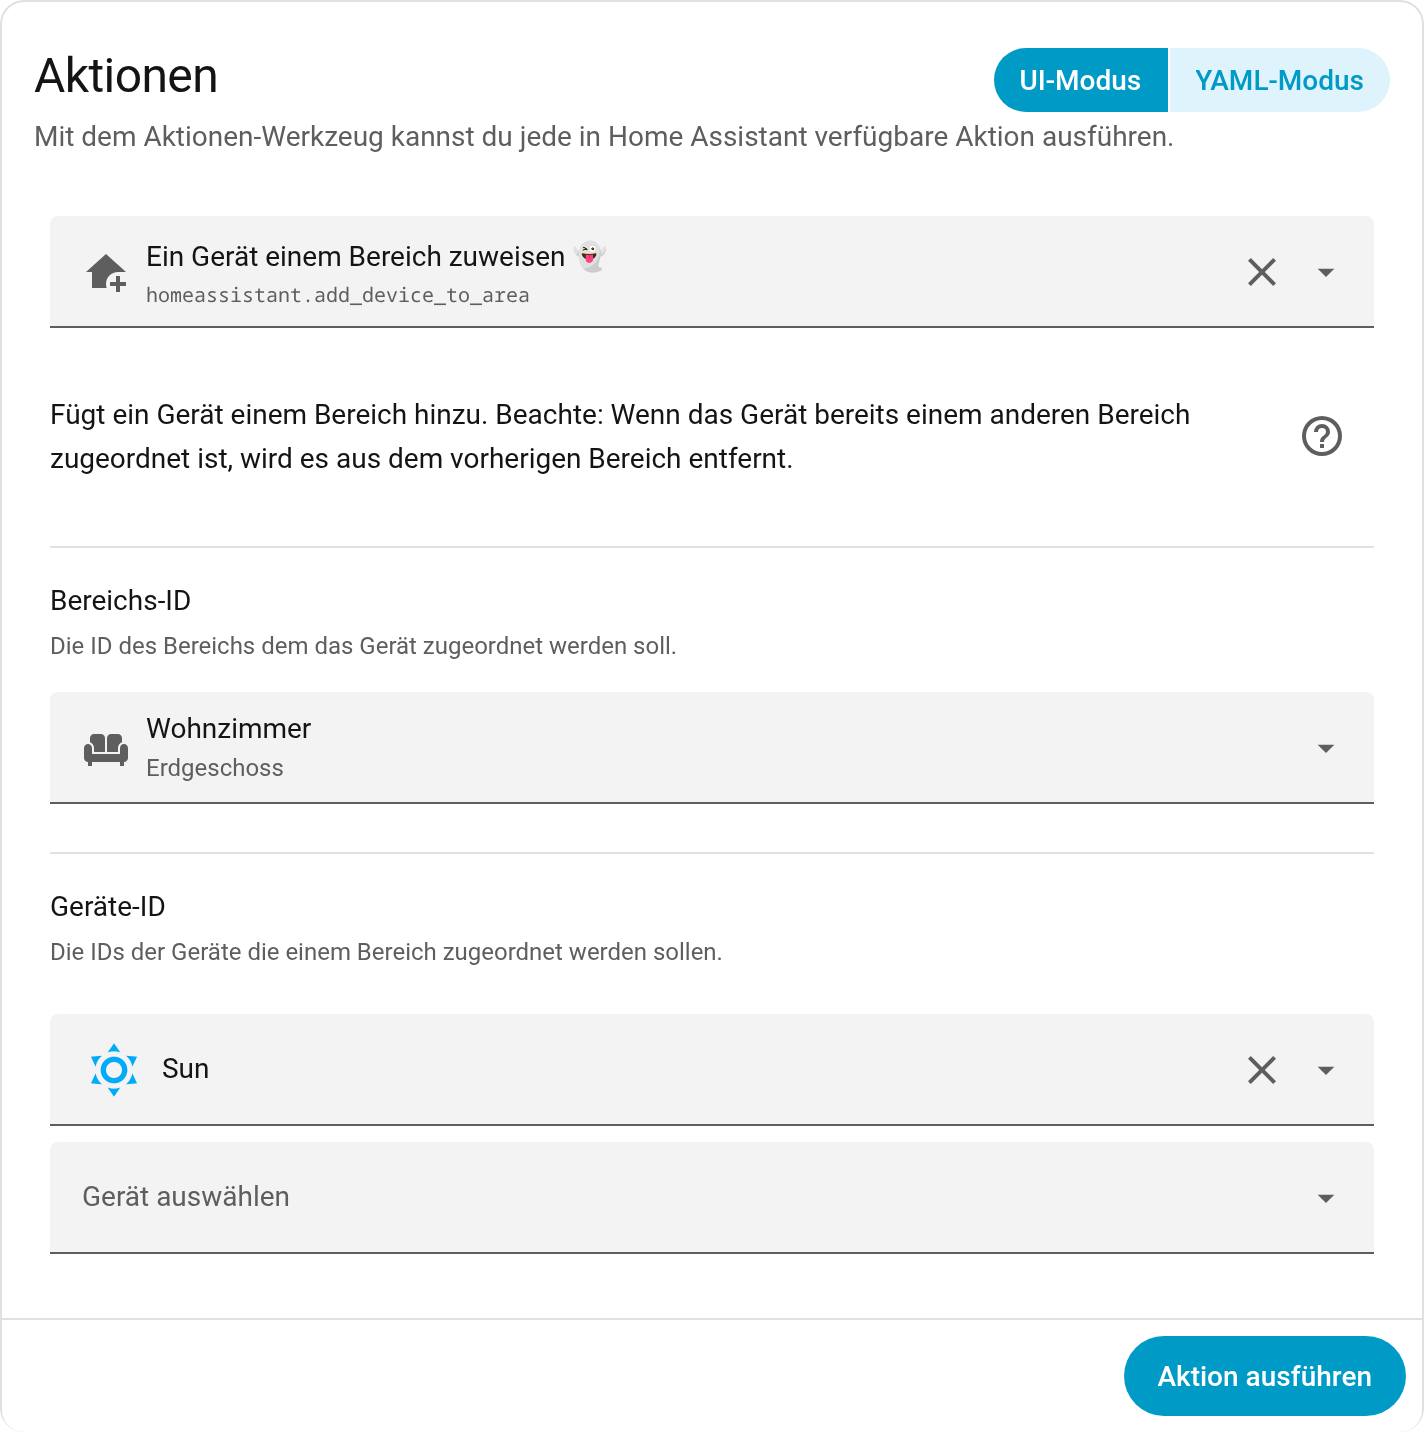 Aktionen
UI-Modus
YAML-Modus
Mit dem Aktionen-Werkzeug kannst du jede in Home Assistant verfügbare Aktion ausführen.
Ein Gerät einem Bereich zuweisen 👻
homeassistant.add_device_to_area
Fügt ein Gerät einem Bereich hinzu. Beachte: Wenn das Gerät bereits einem anderen Bereich
zugeordnet ist, wird es aus dem vorherigen Bereich entfernt.
Bereichs-ID
Die ID des Bereichs dem das Gerät zugeordnet werden soll.
Wohnzimmer
Erdgeschoss
Geräte-ID
Die IDs der Geräte die einem Bereich zugeordnet werden sollen.
Sun
Gerät auswählen
Aktion ausführen